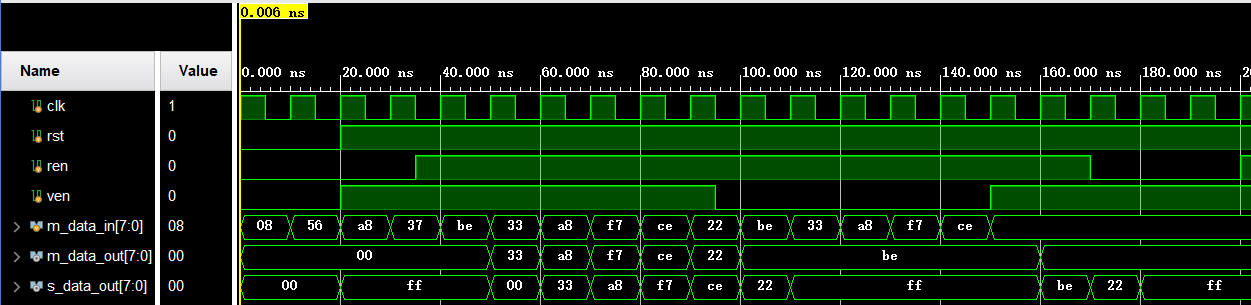 0.006 ns
Name Value 0.000 ns 20.000 ns 40.000 ns 60.000 ns 80.000 ns 100.000 ns 120.000 ns 140.000 ns 160.000 ns 180.000 ns
clk 1
rst 0
ren 0
ven 0
m_data_in[7:0] 08 08 56 a8 37 be 33 a8 f7 ce 22 be 33 a8 f7 ce
m_data_out[7:0] 00 00 33 a8 f7 ce 22 be
s_data_out[7:0] 00 00 ff 00 33 a8 f7 ce 22 ff be 22 ff